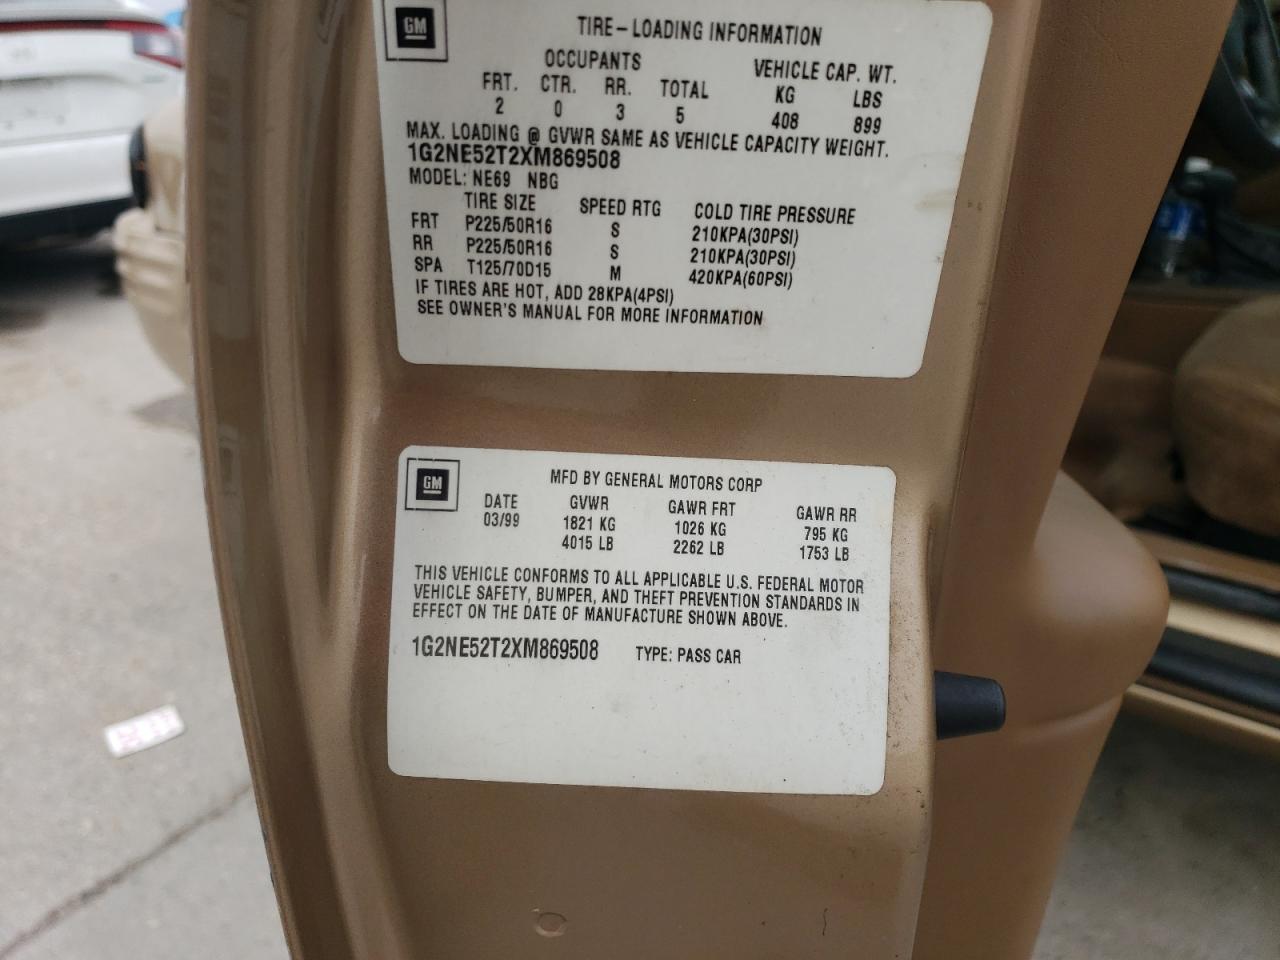 GM
TIRE-LOADING INFORMATION
OCCUPANTS VEHICLE CAP. WT.
FRT. CTR. RR. TOTAL KG LBS
2 0 3 5 408 899
MAX. LOADING @ GVWR SAME AS VEHICLE CAPACITY WEIGHT.
1G2NE52T2XM869508
MODEL: NE69 NBG
TIRE SIZE SPEED RTG COLD TIRE PRESSURE
FRT P225/50R16 S 210KPA(30PSI)
RR P225/50R16 S 210KPA(30PSI)
SPA T125/70D15 M 420KPA(60PSI)
IF TIRES ARE HOT, ADD 28KPA(4PSI)
SEE OWNER'S MANUAL FOR MORE INFORMATION
GM
MFD BY GENERAL MOTORS CORP
DATE GVWR GAWR FRT GAWR RR
03/99 1821 KG 1026 KG 795 KG
4015 LB 2262 LB 1753 LB
THIS VEHICLE CONFORMS TO ALL APPLICABLE U.S. FEDERAL MOTOR
VEHICLE SAFETY, BUMPER, AND THEFT PREVENTION STANDARDS IN
EFFECT ON THE DATE OF MANUFACTURE SHOWN ABOVE.
1G2NE52T2XM869508 TYPE: PASS CAR